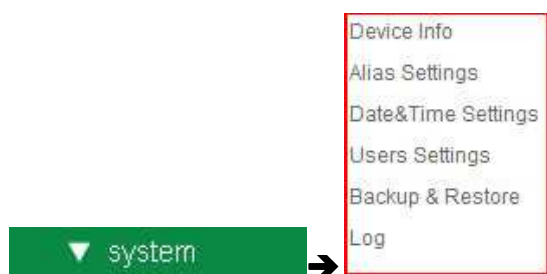 Device Info
Alias Settings
Date&Time Settings
Users Settings
Backup & Restore
Log
system